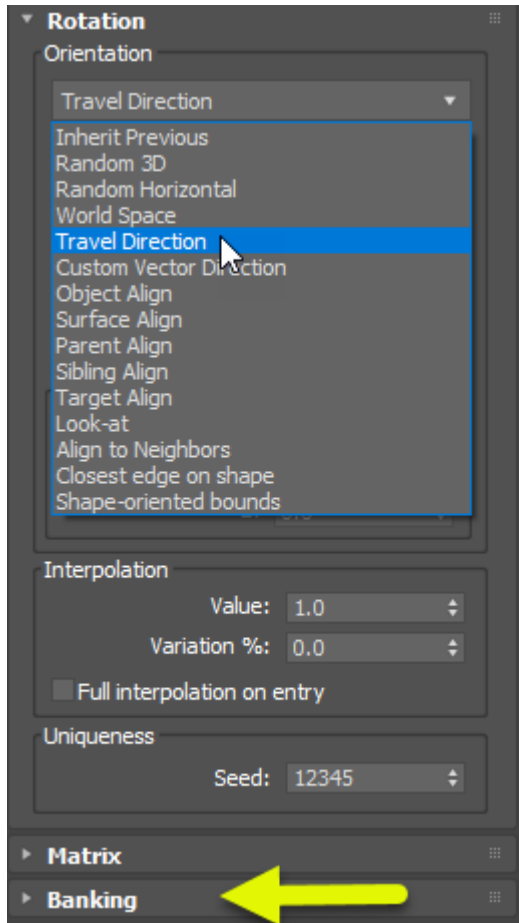 Rotation
Orientation
Travel Direction
Inherit Previous
Random 3D
Random Horizontal
World Space
Travel Direction
Custom Vector Direction
Object Align
Surface Align
Parent Align
Sibling Align
Target Align
Look-at
Align to Neighbors
Closest edge on shape
Shape-oriented bounds
Interpolation
Value: 1.0
Variation %: 0.0
Full interpolation on entry
Uniqueness
Seed: 12345
Matrix
Banking